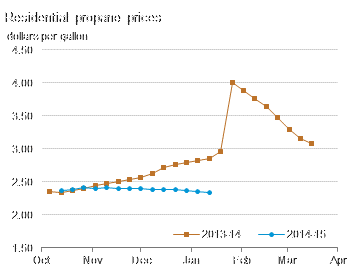 Residential propane prices
dollars per gallon
4.50
4.00
3.50
3.00
2.50
2.00
1.50
Oct Nov Dec Jan Feb Mar Apr
2013-14 2014-15